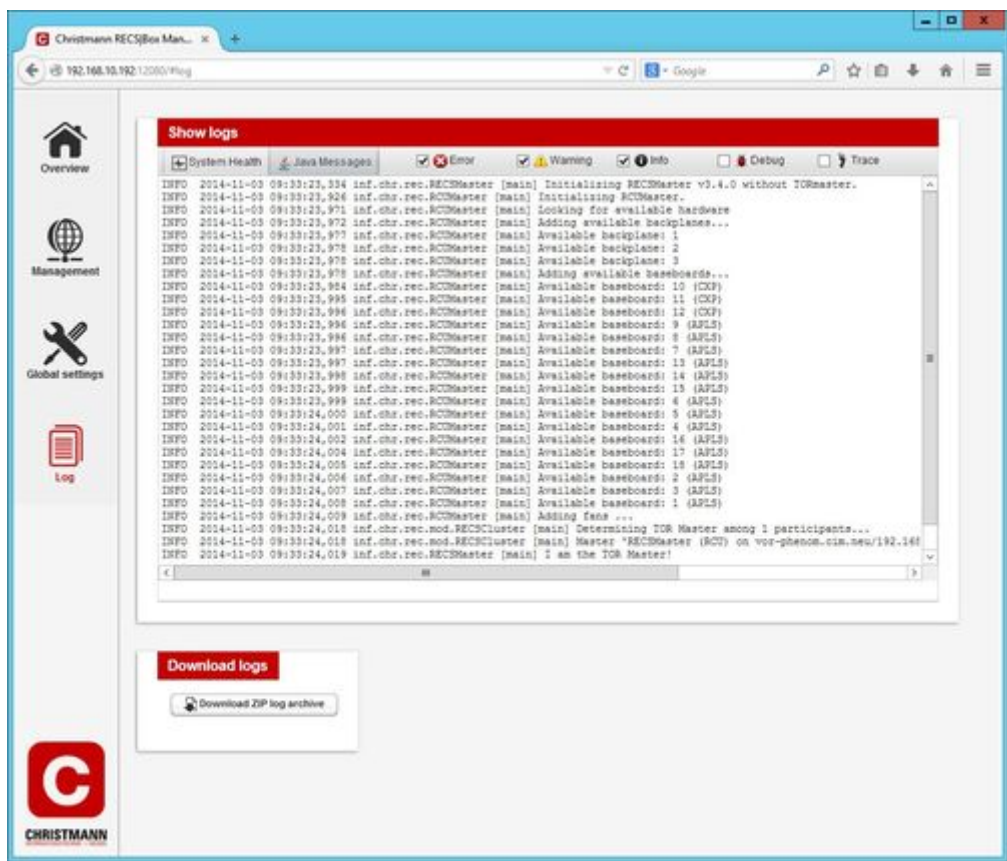 Christmann RECS|Box Man...
192.168.10.192:12080/#log
Google
Overview
Management
Global settings
Log
Show logs
System Health Java Messages Error Warning Info Debug Trace
INFO 2014-11-03 09:33:23,334 inf.chr.rec.RECSMaster [main] Initializing RECSMaster v3.4.0 without TORmaster.
INFO 2014-11-03 09:33:23,926 inf.chr.rec.RCUMaster [main] Initializing RCUMaster.
INFO 2014-11-03 09:33:23,971 inf.chr.rec.RCUMaster [main] Looking for available hardware
INFO 2014-11-03 09:33:23,972 inf.chr.rec.RCUMaster [main] Adding available backplanes...
INFO 2014-11-03 09:33:23,977 inf.chr.rec.RCUMaster [main] Available backplane: 1
INFO 2014-11-03 09:33:23,978 inf.chr.rec.RCUMaster [main] Available backplane: 2
INFO 2014-11-03 09:33:23,978 inf.chr.rec.RCUMaster [main] Available backplane: 3
INFO 2014-11-03 09:33:23,978 inf.chr.rec.RCUMaster [main] Adding available baseboards...
INFO 2014-11-03 09:33:23,984 inf.chr.rec.RCUMaster [main] Available baseboard: 10 (CXP)
INFO 2014-11-03 09:33:23,995 inf.chr.rec.RCUMaster [main] Available baseboard: 11 (CXP)
INFO 2014-11-03 09:33:23,996 inf.chr.rec.RCUMaster [main] Available baseboard: 12 (CXP)
INFO 2014-11-03 09:33:23,996 inf.chr.rec.RCUMaster [main] Available baseboard: 9 (APLS)
INFO 2014-11-03 09:33:23,996 inf.chr.rec.RCUMaster [main] Available baseboard: 8 (APLS)
INFO 2014-11-03 09:33:23,997 inf.chr.rec.RCUMaster [main] Available baseboard: 7 (APLS)
INFO 2014-11-03 09:33:23,997 inf.chr.rec.RCUMaster [main] Available baseboard: 13 (APLS)
INFO 2014-11-03 09:33:23,998 inf.chr.rec.RCUMaster [main] Available baseboard: 14 (APLS)
INFO 2014-11-03 09:33:23,999 inf.chr.rec.RCUMaster [main] Available baseboard: 15 (APLS)
INFO 2014-11-03 09:33:23,999 inf.chr.rec.RCUMaster [main] Available baseboard: 6 (APLS)
INFO 2014-11-03 09:33:24,000 inf.chr.rec.RCUMaster [main] Available baseboard: 5 (APLS)
INFO 2014-11-03 09:33:24,001 inf.chr.rec.RCUMaster [main] Available baseboard: 4 (APLS)
INFO 2014-11-03 09:33:24,002 inf.chr.rec.RCUMaster [main] Available baseboard: 16 (APLS)
INFO 2014-11-03 09:33:24,004 inf.chr.rec.RCUMaster [main] Available baseboard: 17 (APLS)
INFO 2014-11-03 09:33:24,005 inf.chr.rec.RCUMaster [main] Available baseboard: 18 (APLS)
INFO 2014-11-03 09:33:24,006 inf.chr.rec.RCUMaster [main] Available baseboard: 2 (APLS)
INFO 2014-11-03 09:33:24,007 inf.chr.rec.RCUMaster [main] Available baseboard: 3 (APLS)
INFO 2014-11-03 09:33:24,008 inf.chr.rec.RCUMaster [main] Available baseboard: 1 (APLS)
INFO 2014-11-03 09:33:24,009 inf.chr.rec.RCUMaster [main] Adding fans ...
INFO 2014-11-03 09:33:24,018 inf.chr.rec.mod.RECSCluster [main] Determining TOR Master among 1 participants...
INFO 2014-11-03 09:33:24,018 inf.chr.rec.mod.RECSCluster [main] Master "RECSMaster (RCU) on vor-phenom.cim.neu/192.168
INFO 2014-11-03 09:33:24,019 inf.chr.rec.RECSMaster [main] I am the TOR Master!
Download logs
Download ZIP log archive
C
CHRISTMANN